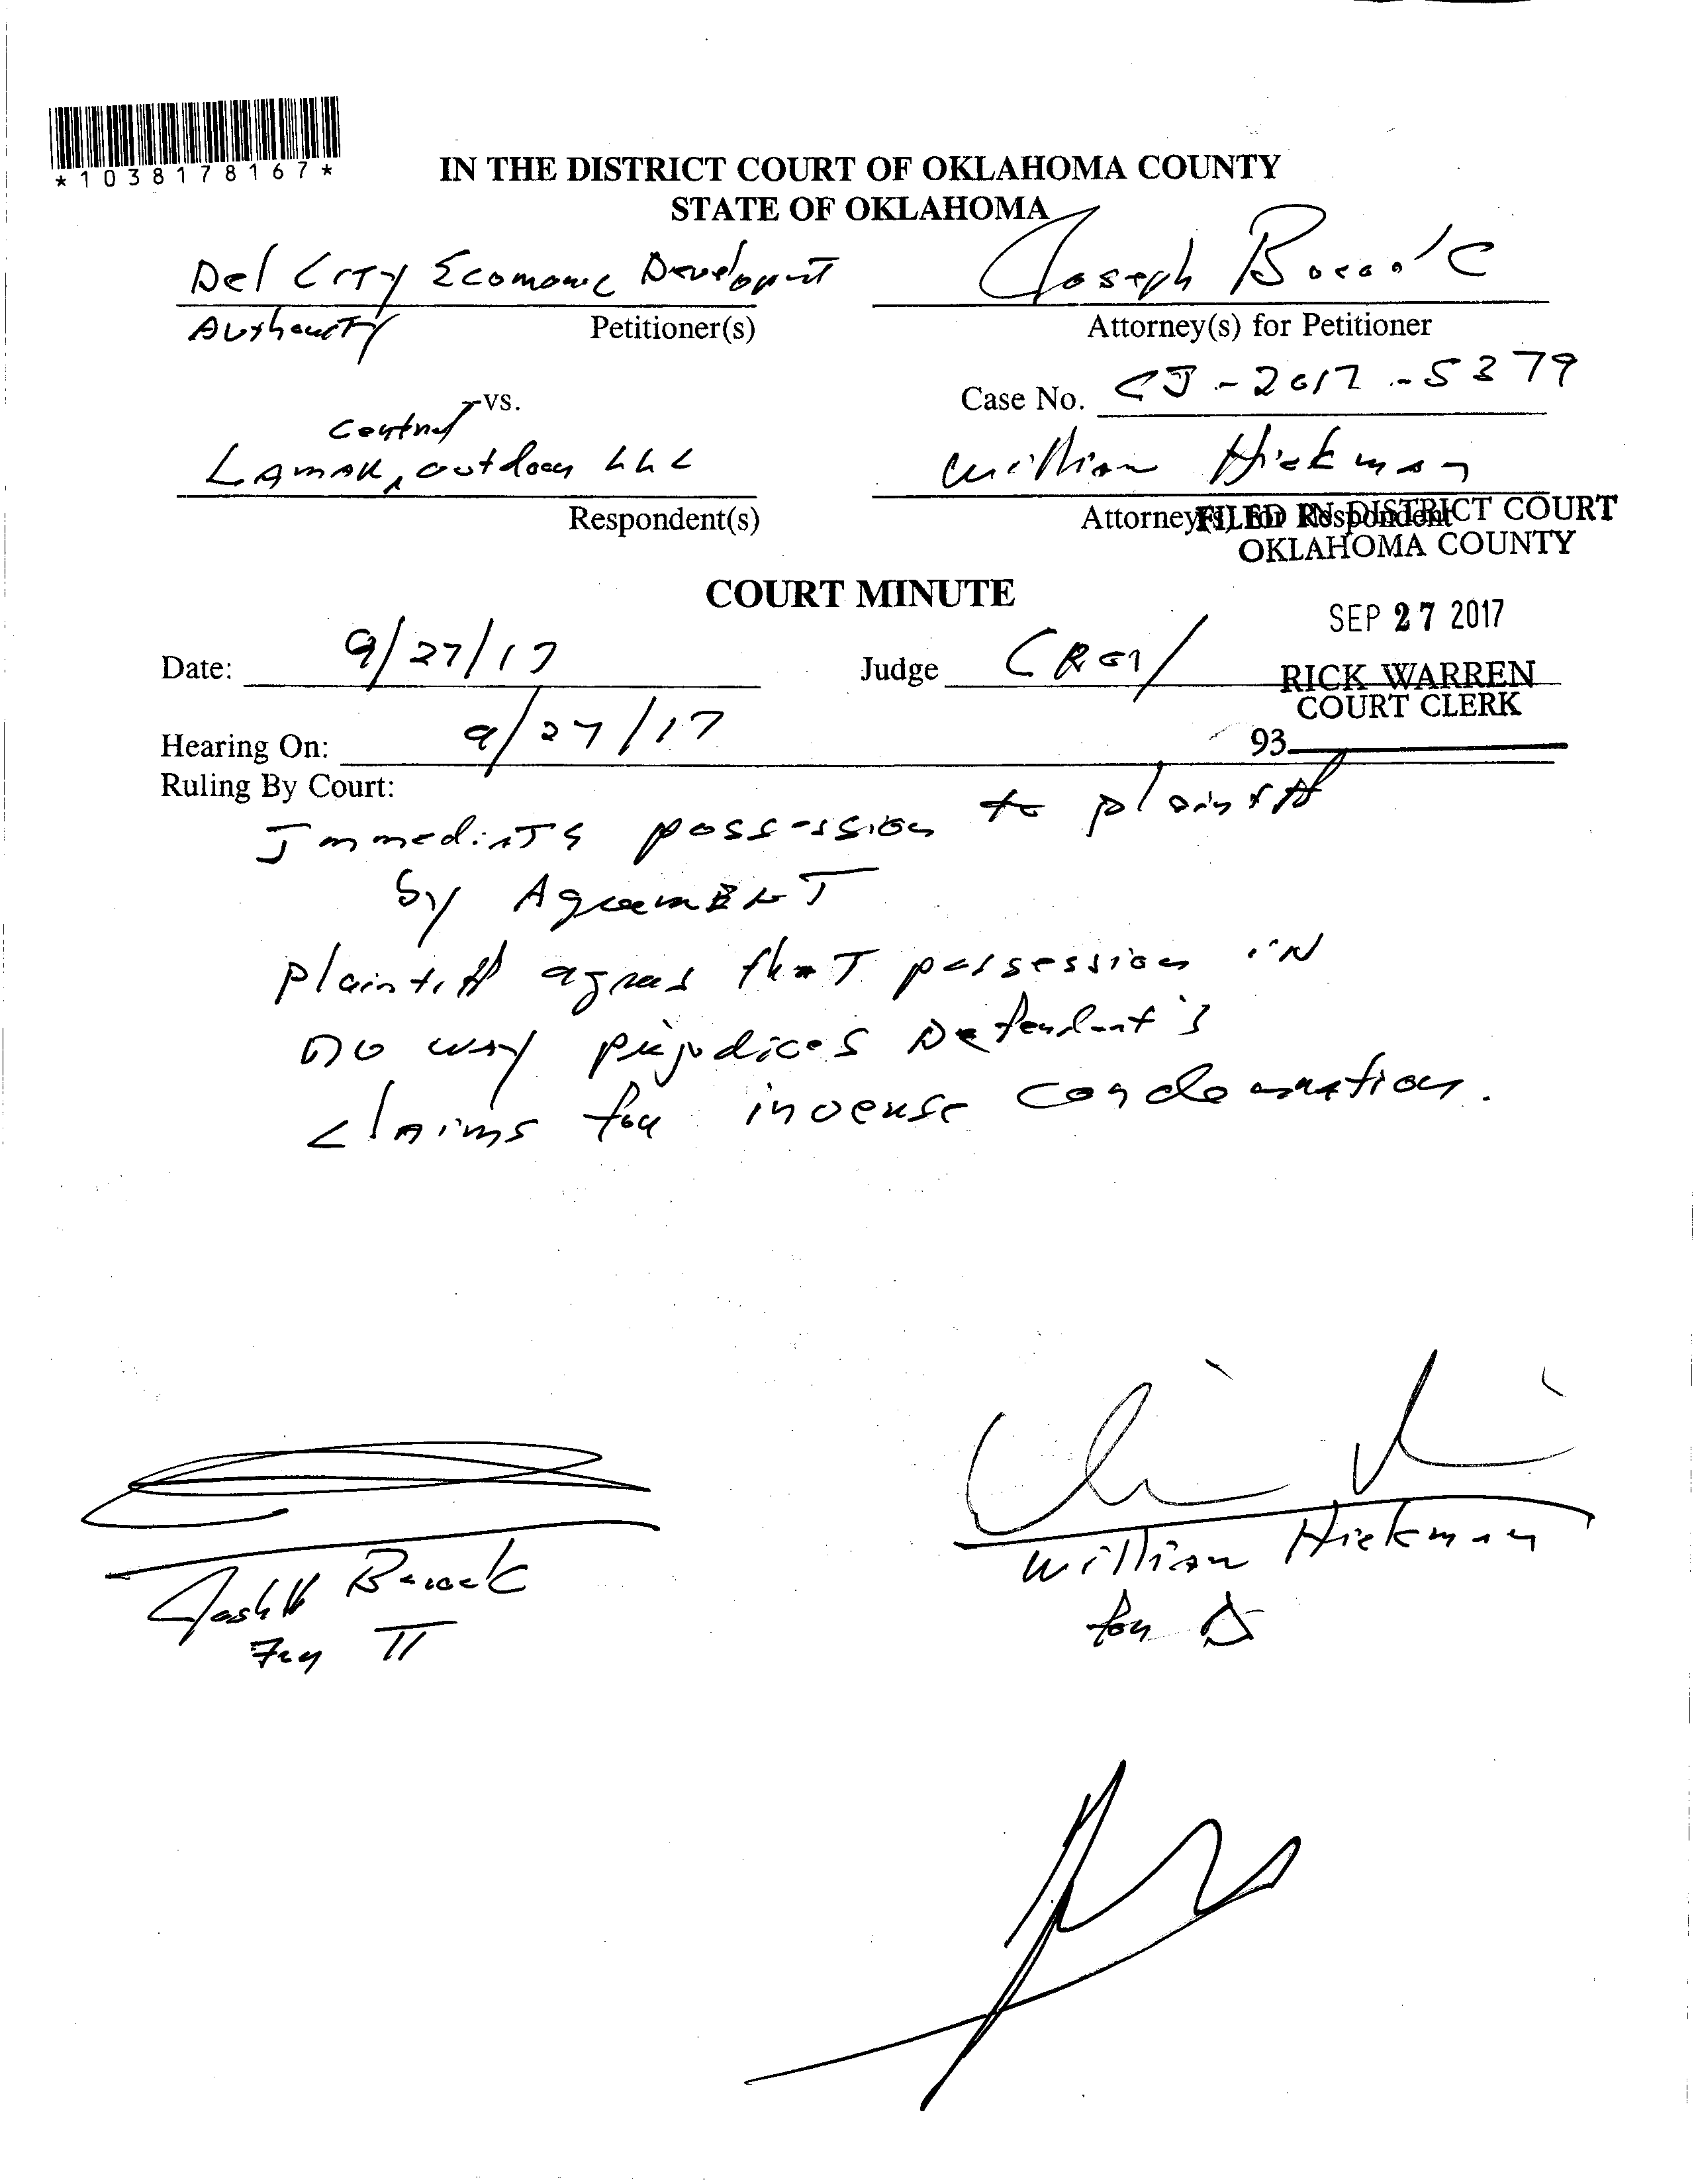 *1038178167*
IN THE DISTRICT COURT OF OKLAHOMA COUNTY
STATE OF OKLAHOMA
Del City Economic Development
Joseph Bocock
Authority
Petitioner(s)
Attorney(s) for Petitioner
-vs.
Case No. CJ-2017-5379
Central
Lamar, outdoor LLC
William Hickman
Respondent(s)
Attorney(s) for Respondent
FILED IN DISTRICT COURT
OKLAHOMA COUNTY
COURT MINUTE
SEP 27 2017
Date: 9/27/17
Judge
RICK WARREN
COURT CLERK
Hearing On: 9/27/17
93
Ruling By Court:
Immediate possession to plaintiff
by Agreement
plaintiff agrees that possession in
no way prejudices Defendant's
claims for inverse condemnation.
Bocock
William Hickman
For π
for Δ